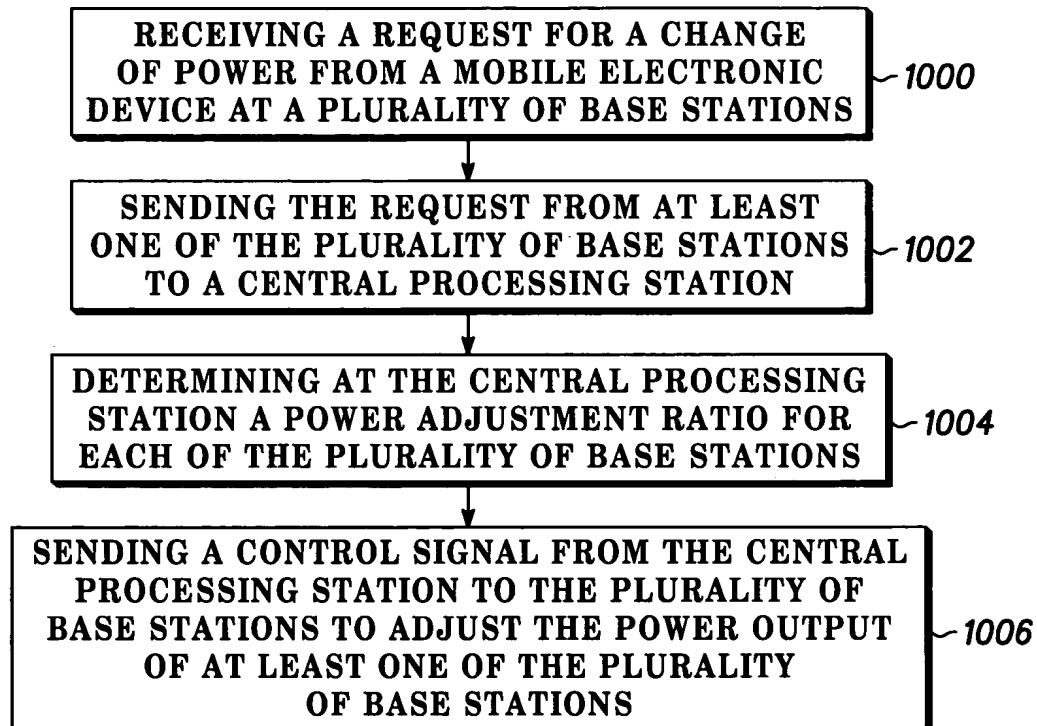 RECEIVING A REQUEST FOR A CHANGE
OF POWER FROM A MOBILE ELECTRONIC
DEVICE AT A PLURALITY OF BASE STATIONS
1000
SENDING THE REQUEST FROM AT LEAST
ONE OF THE PLURALITY OF BASE STATIONS
TO A CENTRAL PROCESSING STATION
1002
DETERMINING AT THE CENTRAL PROCESSING
STATION A POWER ADJUSTMENT RATIO FOR
EACH OF THE PLURALITY OF BASE STATIONS
1004
SENDING A CONTROL SIGNAL FROM THE CENTRAL
PROCESSING STATION TO THE PLURALITY OF
BASE STATIONS TO ADJUST THE POWER OUTPUT
OF AT LEAST ONE OF THE PLURALITY
OF BASE STATIONS
1006